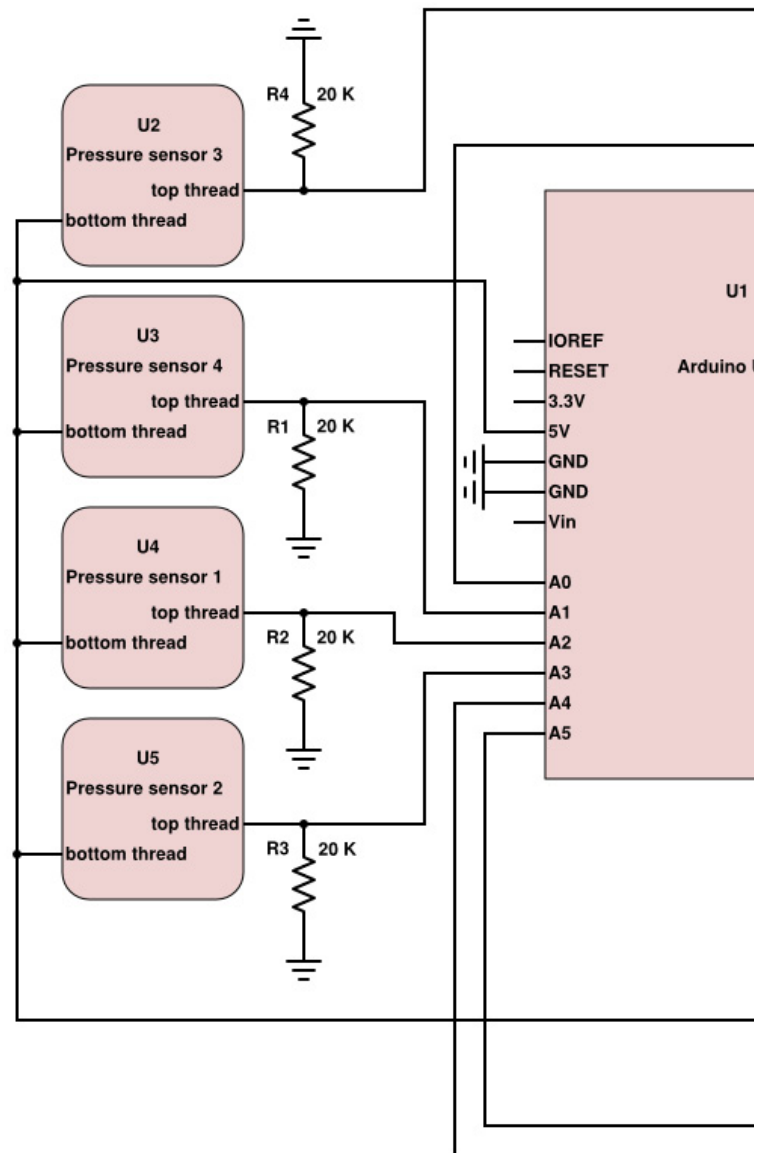 R4 20 K
U2
Pressure sensor 3
top thread
bottom thread
U1
U3
IOREF
Pressure sensor 4
Arduino
RESET
top thread
3.3V
R1 20 K
bottom thread
5V
GND
GND
Vin
U4
Pressure sensor 1
A0
top thread
A1
R2 20 K
bottom thread
A2
A3
A4
A5
U5
Pressure sensor 2
top thread
R3 20 K
bottom thread